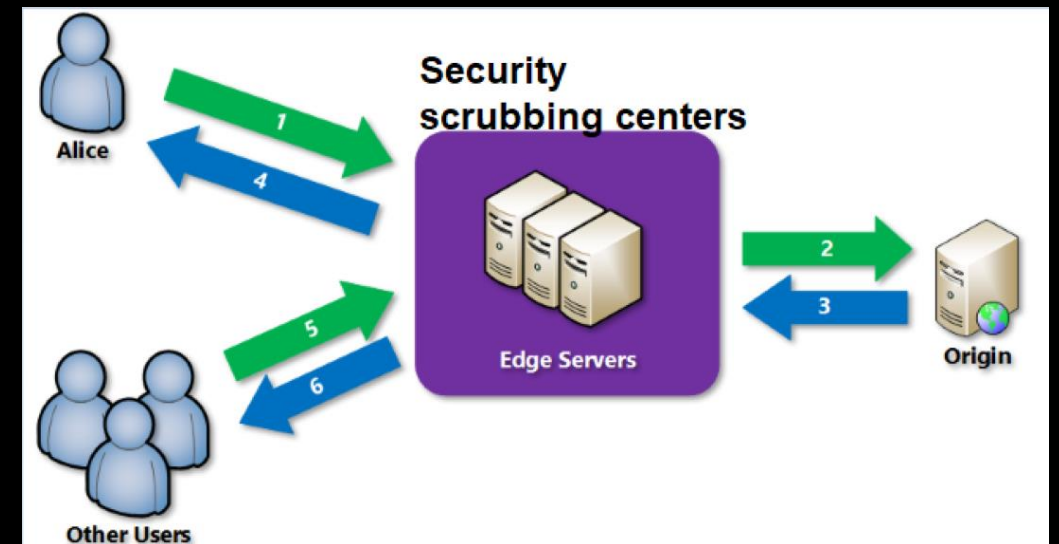 Security
scrubbing centers
1
Alice
4
2
3
5
Edge Servers
Origin
6
Other Users